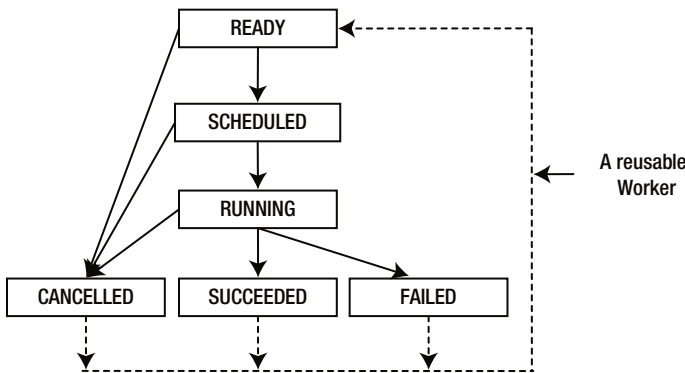 READY
SCHEDULED
A reusable
Worker
RUNNING
CANCELLED
SUCCEEDED
FAILED